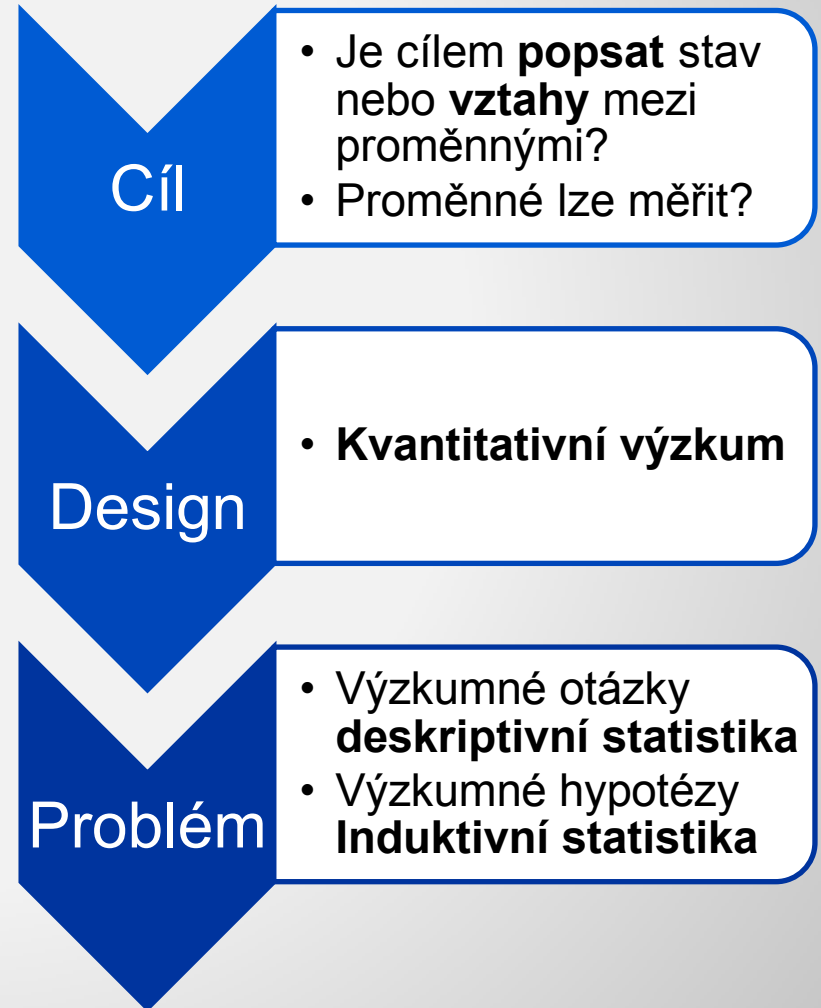 Cíl
• Je cílem popsat stav
nebo vztahy mezi
proměnnými?
• Proměnné lze měřit?
Design
• Kvantitativní výzkum
Problém
• Výzkumné otázky
deskriptivní statistika
• Výzkumné hypotézy
Induktivní statistika